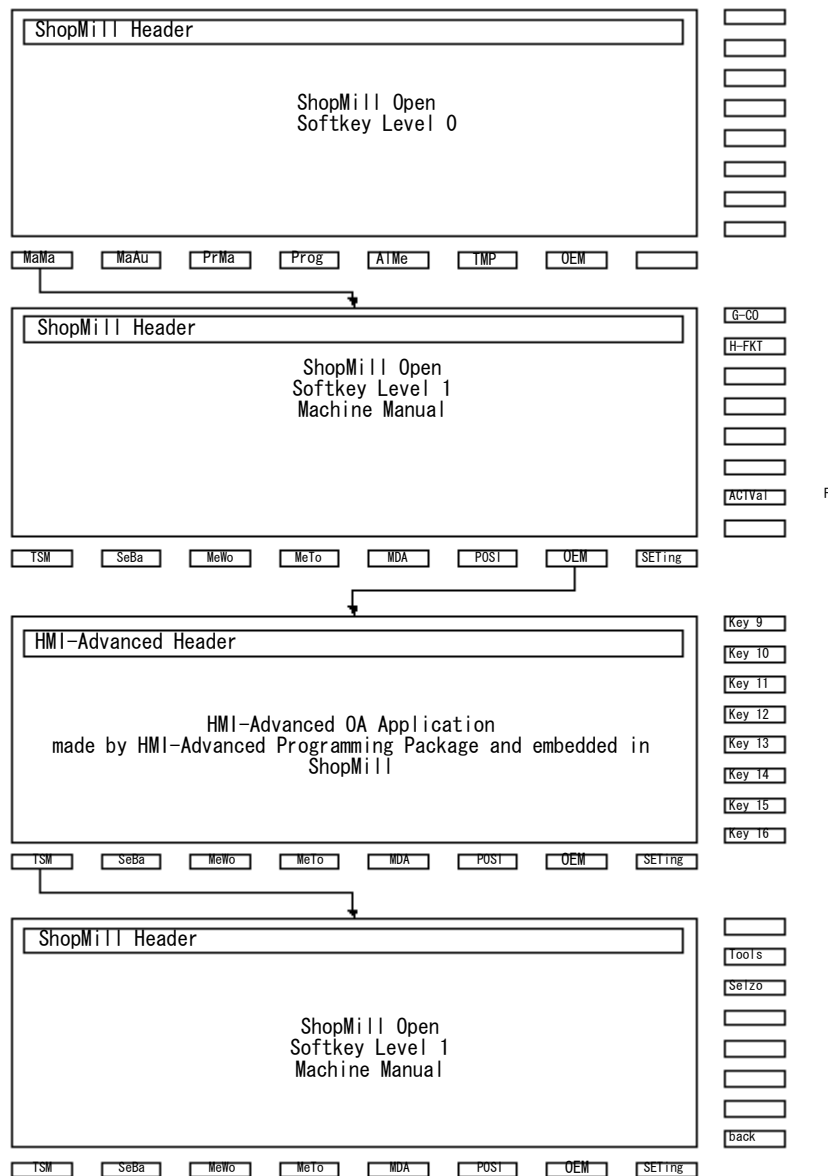 ShopMill Header
ShopMill Open
Softkey Level 0
MaMa MaAu PrMa Prog AlMe TMP OEM
ShopMill Header
G-CO
H-FKT
ShopMill Open
Softkey Level 1
Machine Manual
ACTVal
TSM SeBa MeWo MeTo MDA POSI OEM SETing
HMI-Advanced Header
Key 9
Key 10
Key 11
Key 12
HMI-Advanced OA Application
made by HMI-Advanced Programming Package and embedded in
ShopMill
Key 13
Key 14
Key 15
Key 16
TSM SeBa MeWo MeTo MDA POSI OEM SETing
ShopMill Header
Tools
Selzo
ShopMill Open
Softkey Level 1
Machine Manual
back
TSM SeBa MeWo MeTo MDA POSI OEM SETing